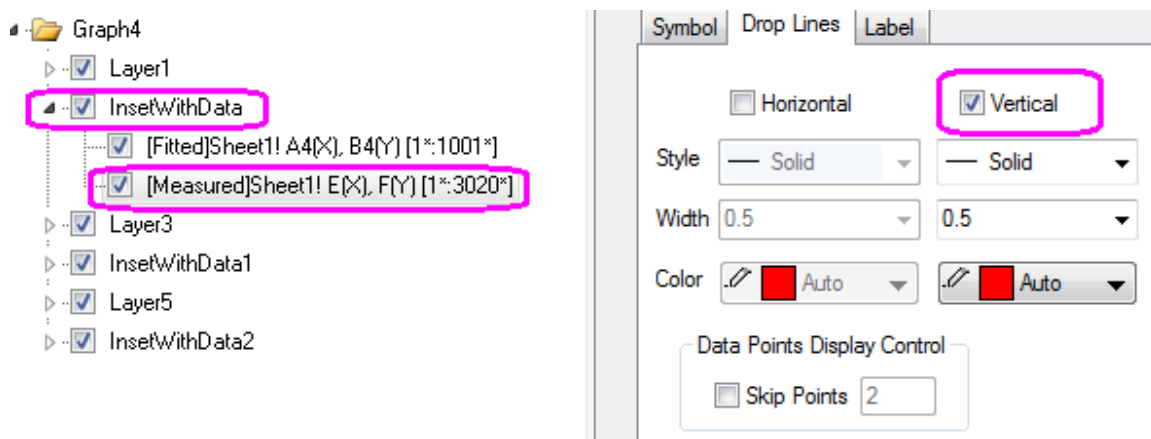 Graph4
Layer1
InsetWithData
[Fitted]Sheet1! A4(X), B4(Y) [1*:1001*]
[Measured]Sheet1! E(X), F(Y) [1*:3020*]
Layer3
InsetWithData1
Layer5
InsetWithData2
Symbol Drop Lines Label
Horizontal Vertical
Style Solid Solid
Width 0.5 0.5
Color Auto Auto
Data Points Display Control
Skip Points 2